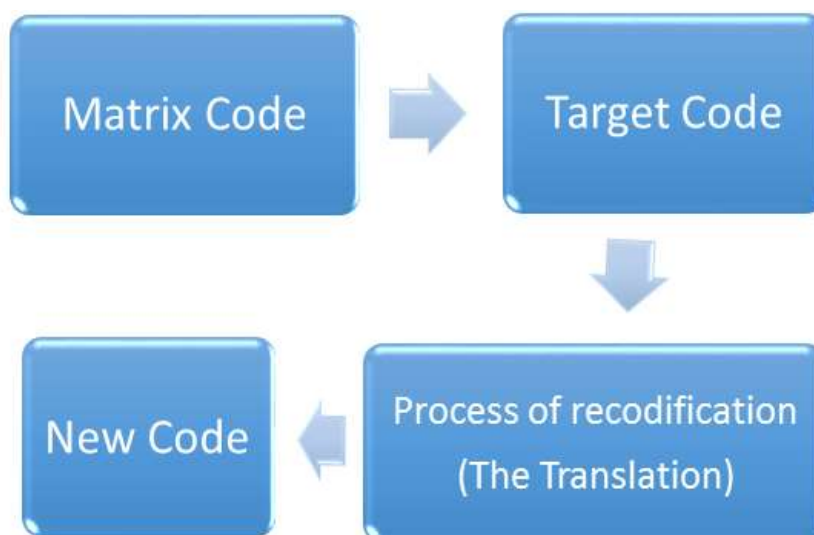 Matrix Code
Target Code
Process of recodification
(The Translation)
New Code